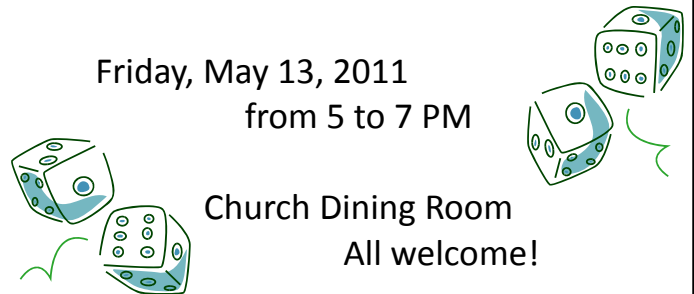 Friday, May 13, 2011
from 5 to 7 PM
Church Dining Room
All welcome!